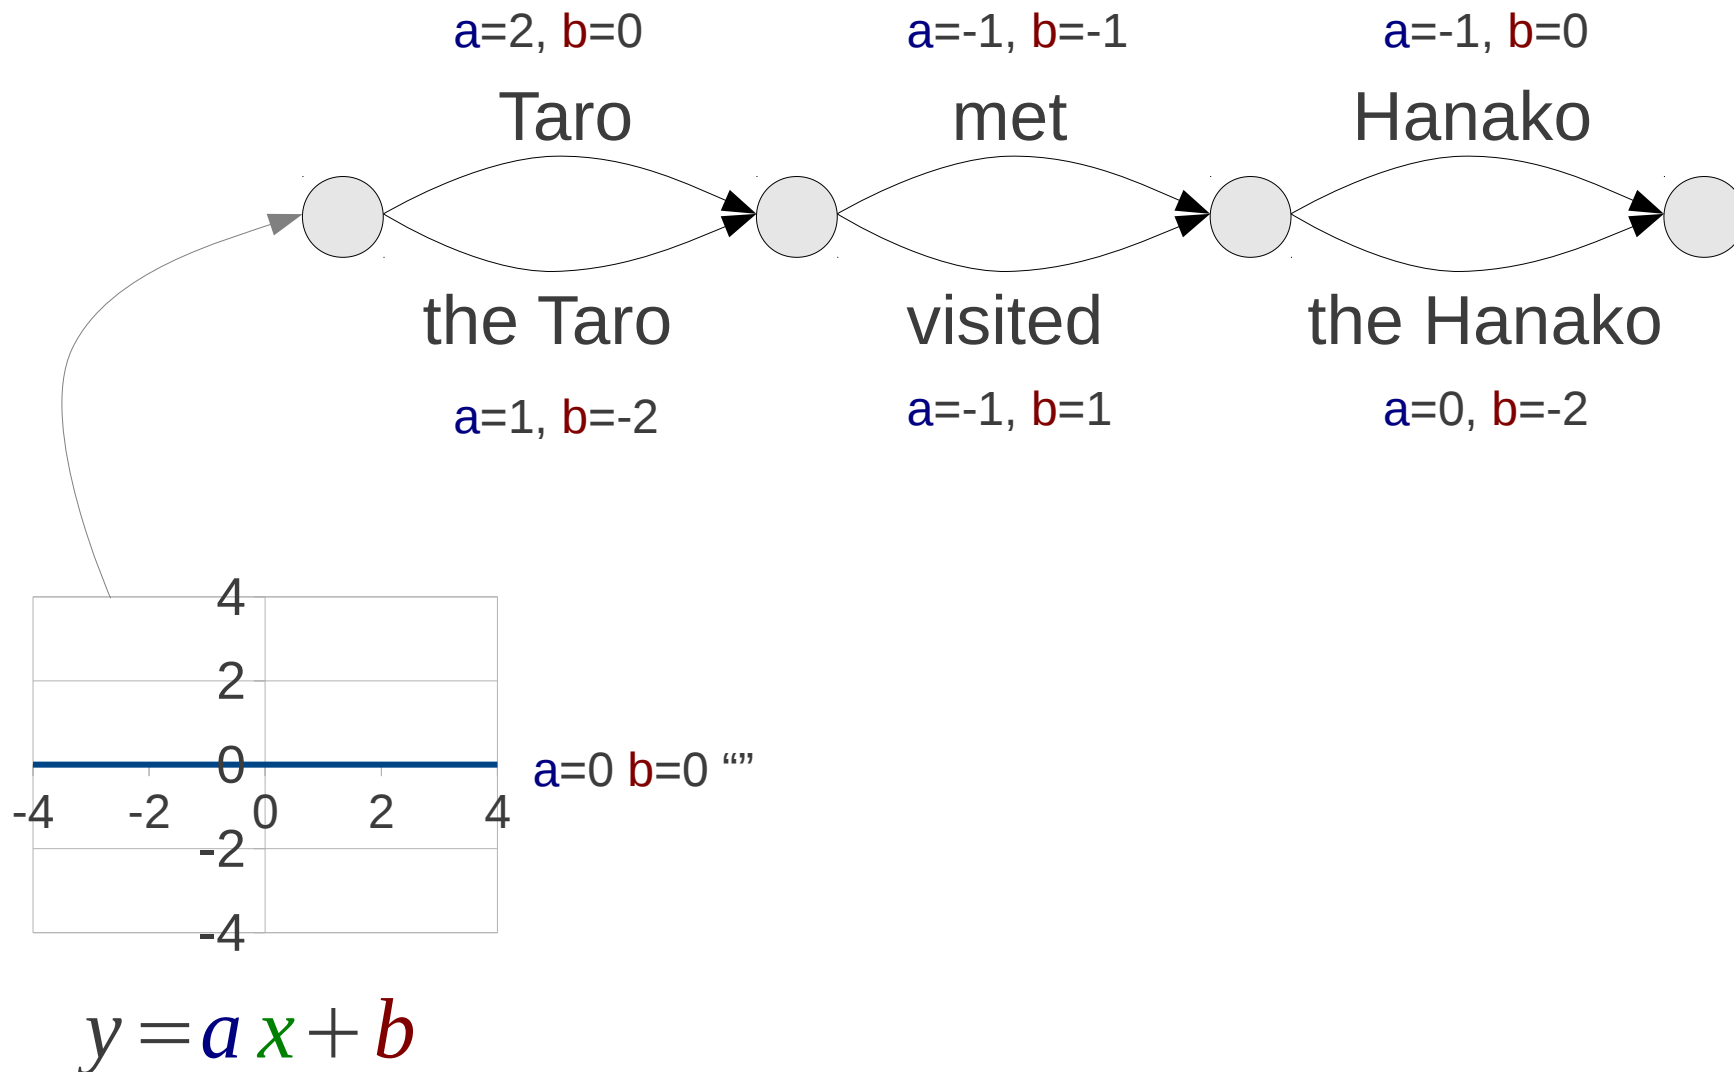 a=2, b=0
a=-1, b=-1
a=-1, b=0
Taro
met
Hanako
the Taro
visited
the Hanako
a=1, b=-2
a=-1, b=1
a=0, b=-2
4
2
0
a=0 b=0 “”
-4 -2 0 2 4
-2
-4
y=ax+b